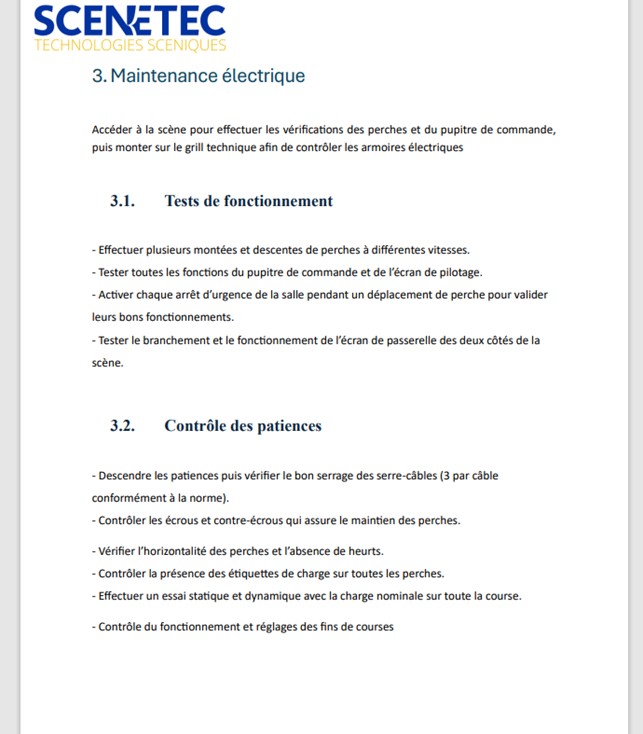 SCENETEC
TECHNOLOGIES SCENIQUES
3. Maintenance électrique
Accéder à la scène pour effectuer les vérifications des perches et du pupitre de commande,
puis monter sur le grill technique afin de contrôler les armoires électriques
3.1. Tests de fonctionnement
- Effectuer plusieurs montées et descentes de perches à différentes vitesses.
- Tester toutes les fonctions du pupitre de commande et de l’écran de pilotage.
- Activer chaque arrêt d’urgence de la salle pendant un déplacement de perche pour valider
leurs bons fonctionnements.
- Tester le branchement et le fonctionnement de l’écran de passerelle des deux côtés de la
scène.
3.2. Contrôle des patiences
- Descendre les patiences puis vérifier le bon serrage des serre-câbles (3 par câble
conformément à la norme).
- Contrôler les écrous et contre-écrous qui assure le maintien des perches.
- Vérifier l’horizontalité des perches et l’absence de heurts.
- Contrôler la présence des étiquettes de charge sur toutes les perches.
- Effectuer un essai statique et dynamique avec la charge nominale sur toute la course.
- Contrôle du fonctionnement et réglages des fins de courses